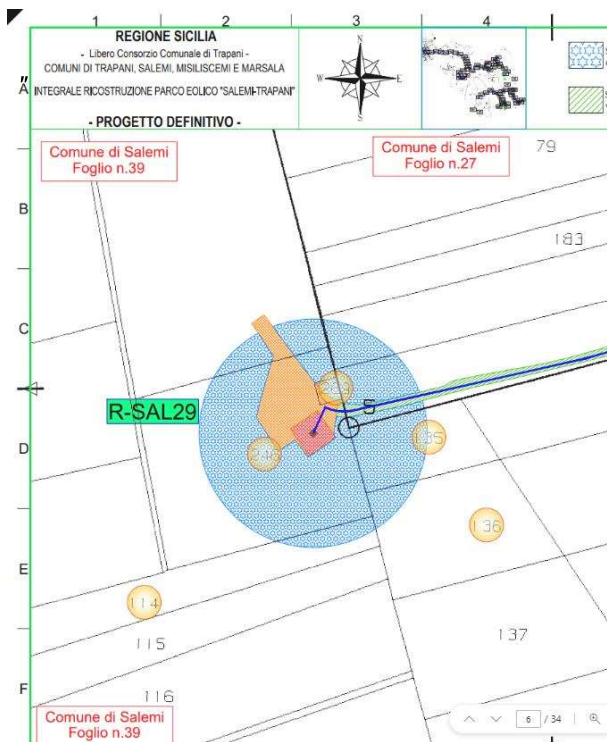 1 2 3 4
REGIONE SICILIA
- Libero Consorzio Comunale di Trapani -
COMUNI DI TRAPANI, SALEMI, MISILISCEMI E MARSALA
INTEGRALE RICOSTRUZIONE PARCO EOLICO "SALEMI-TRAPANI"
- PROGETTO DEFINITIVO -
N
W E
S
A
Comune di Salemi
Foglio n.39
Comune di Salemi
Foglio n.27
79
B
183
C
R-SAL29
5
D
246
135
136
E
114
115
137
F
116
Comune di Salemi
Foglio n.39
6 / 34